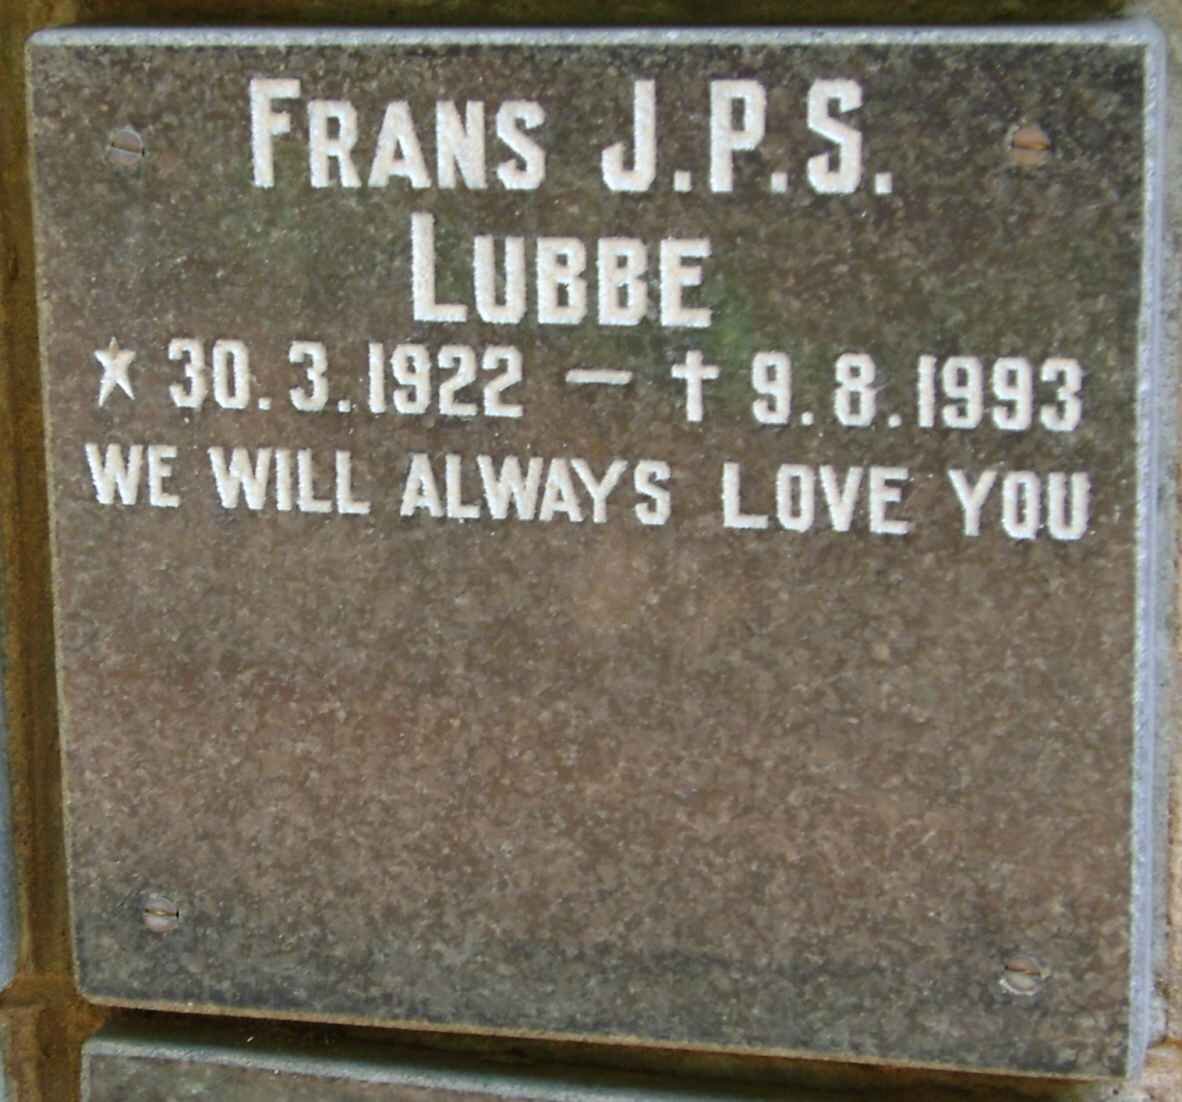 FRANS J.P.S.
LUBBE
★ 30.3.1922 — † 9.8.1993
WE WILL ALWAYS LOVE YOU